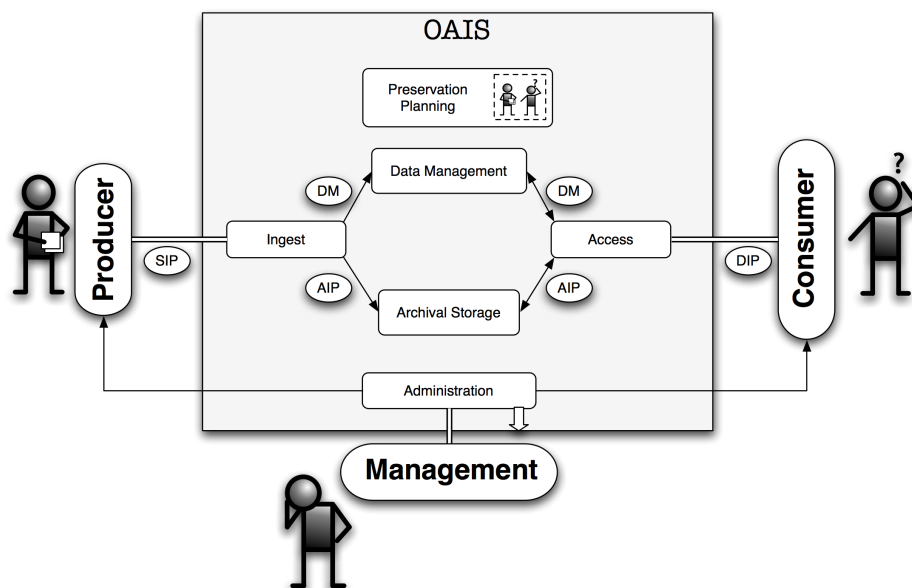 OAIS
Preservation
Planning
?
Data Management
DM
DM
Producer
Ingest
Access
Consumer
?
SIP
DIP
AIP
AIP
Archival Storage
Administration
Management